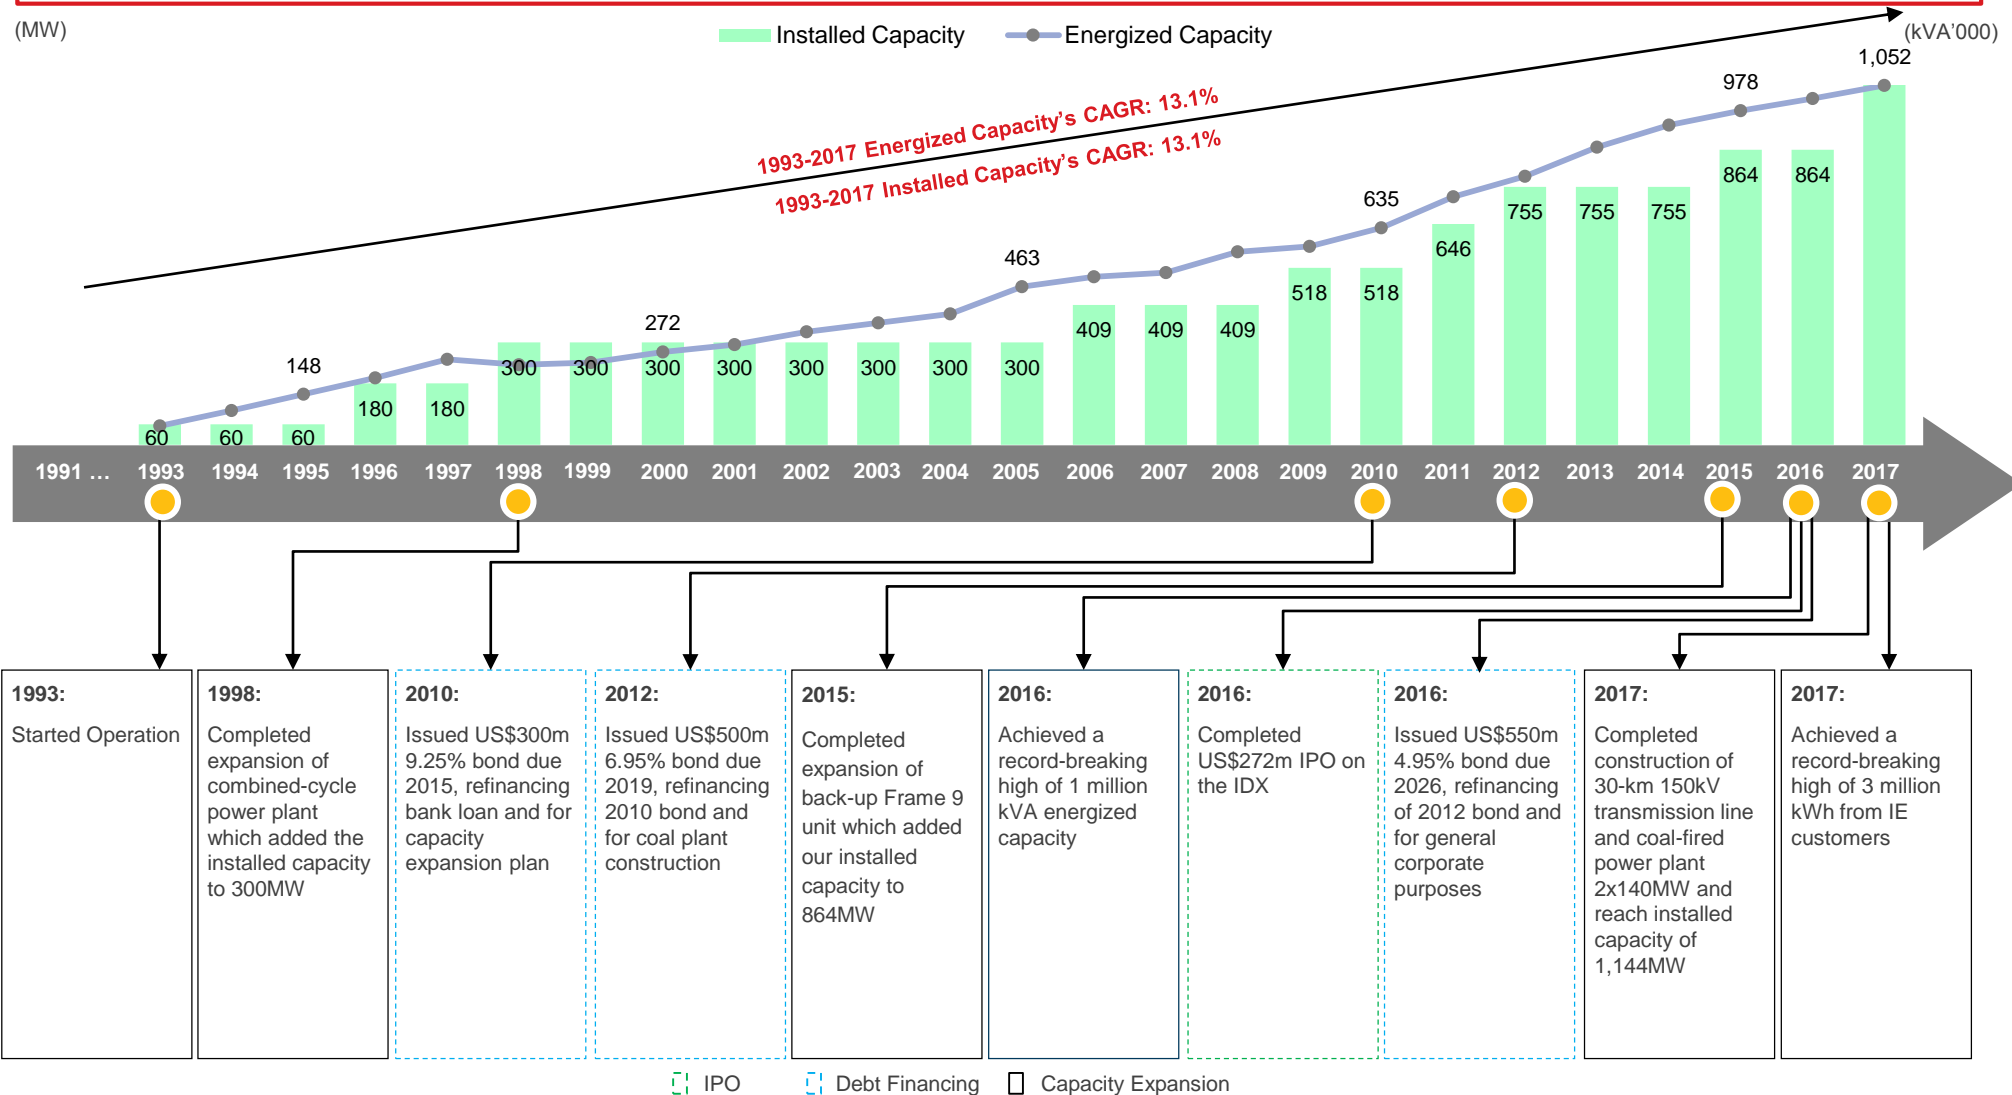 (MW)
Installed Capacity
Energized Capacity
(kVA'000)
1,052
978
1993-2017 Energized Capacity's CAGR: 13.1%
1993-2017 Installed Capacity's CAGR: 13.1%
635
463
272
148
60
60
60
180
180
300
300
300
300
300
300
300
300
409
409
409
518
518
646
755
755
755
864
864
1991 …
1993
1994
1995
1996
1997
1998
1999
2000
2001
2002
2003
2004
2005
2006
2007
2008
2009
2010
2011
2012
2013
2014
2015
2016
2017
1993:
Started Operation
1998:
Completed
expansion of
combined-cycle
power plant
which added the
installed capacity
to 300MW
2010:
Issued US$300m
9.25% bond due
2015, refinancing
bank loan and for
capacity
expansion plan
2012:
Issued US$500m
6.95% bond due
2019, refinancing
2010 bond and
for coal plant
construction
2015:
Completed
expansion of
back-up Frame 9
unit which added
our installed
capacity to
864MW
2016:
Achieved a
record-breaking
high of 1 million
kVA energized
capacity
2016:
Completed
US$272m IPO on
the IDX
2016:
Issued US$550m
4.95% bond due
2026, refinancing
of 2012 bond and
for general
corporate
purposes
2017:
Completed
construction of
30-km 150kV
transmission line
and coal-fired
power plant
2x140MW and
reach installed
capacity of
1,144MW
2017:
Achieved a
record-breaking
high of 3 million
kWh from IE
customers
IPO
Debt Financing
Capacity Expansion